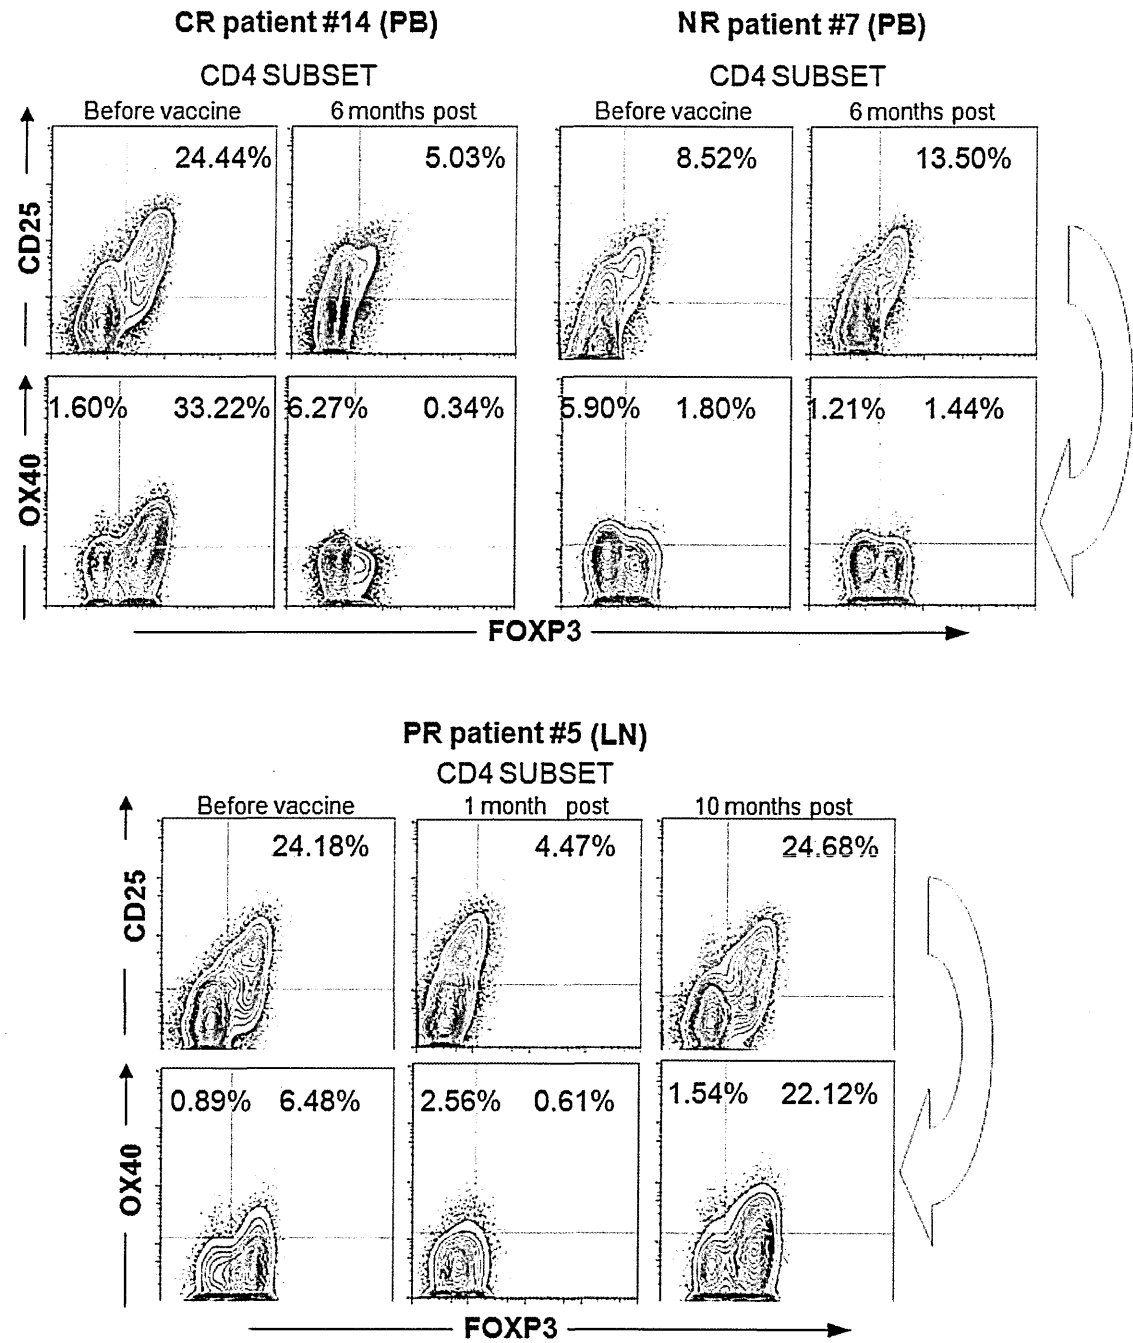 CR patient #14 (PB)
NR patient #7 (PB)
CD4 SUBSET
CD4 SUBSET
Before vaccine
6 months post
Before vaccine
6 months post
CD25
24.44%
5.03%
8.52%
13.50%
OX40
1.60% 33.22%
6.27% 0.34%
5.90% 1.80%
1.21% 1.44%
FOXP3
PR patient #5 (LN)
CD4 SUBSET
Before vaccine
1 month post
10 months post
CD25
24.18%
4.47%
24.68%
OX40
0.89% 6.48%
2.56% 0.61%
1.54% 22.12%
FOXP3